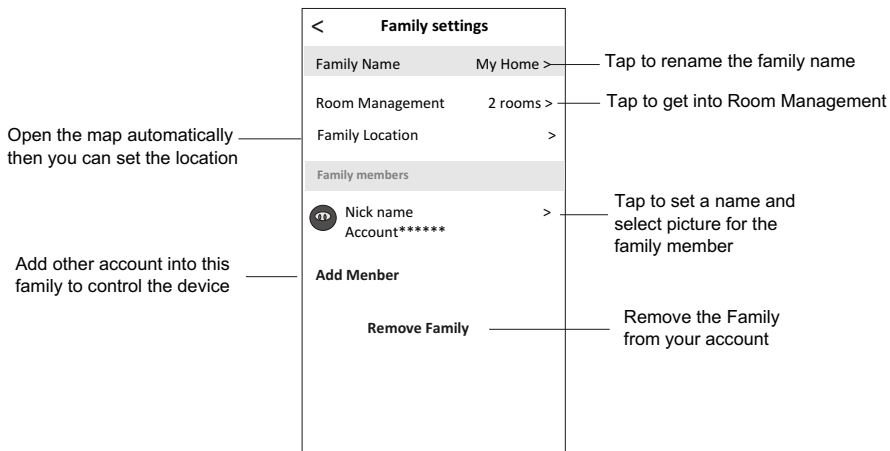 < Family settings
Family Name My Home >
Tap to rename the family name
Room Management 2 rooms >
Tap to get into Room Management
Open the map automatically
then you can set the location
Family Location >
Family members
Nick name >
Account******
Tap to set a name and
select picture for the
family member
Add other account into this
family to control the device
Add Menber
Remove Family
Remove the Family
from your account